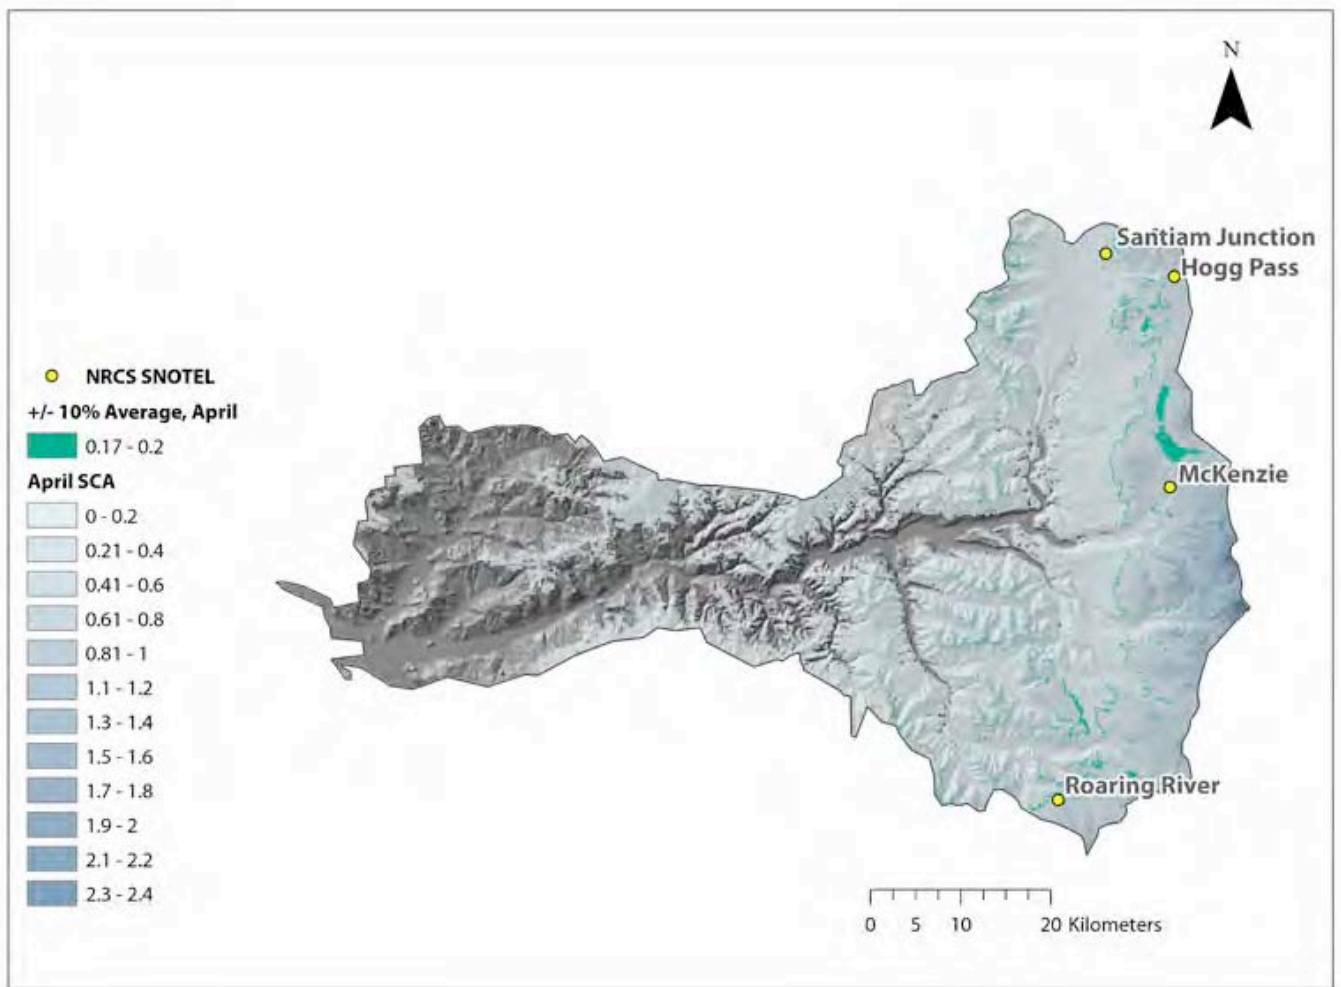 N
Santiam Junction
Hogg Pass
NRCS SNOTEL
+/- 10% Average, April
0.17 - 0.2
April SCA
McKenzie
0 - 0.2
0.21 - 0.4
0.41 - 0.6
0.61 - 0.8
0.81 - 1
1.1 - 1.2
1.3 - 1.4
1.5 - 1.6
1.7 - 1.8
1.9 - 2
2.1 - 2.2
2.3 - 2.4
Roaring River
0 5 10 20 Kilometers